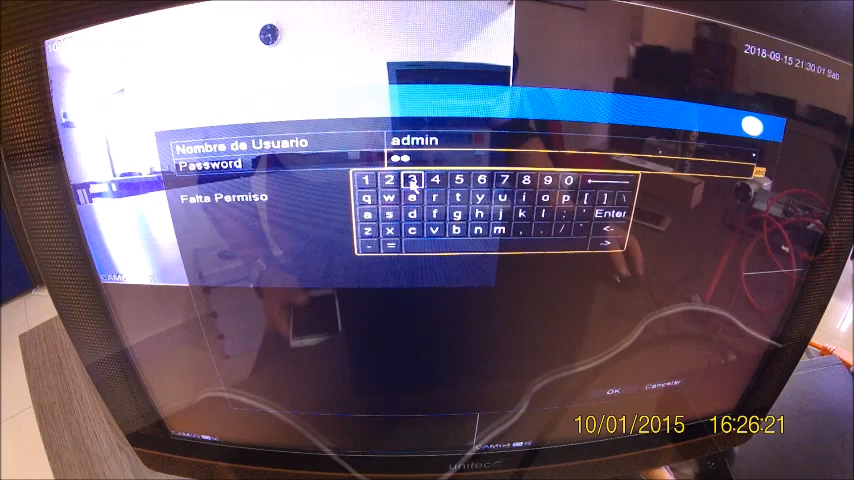 2018-09-15 21:30:01 Sab
Nombre de Usuario
admin
Password
1 2 3 4 5 6 7 8 9 0
Falta Permiso
q w e r t y u i o p [ ] \
a s d f g h j k l ; ' Enter
z x c v b n m , . / ` <-
- = ->
OK Cancelar
10/01/2015 16:26:21
unitec